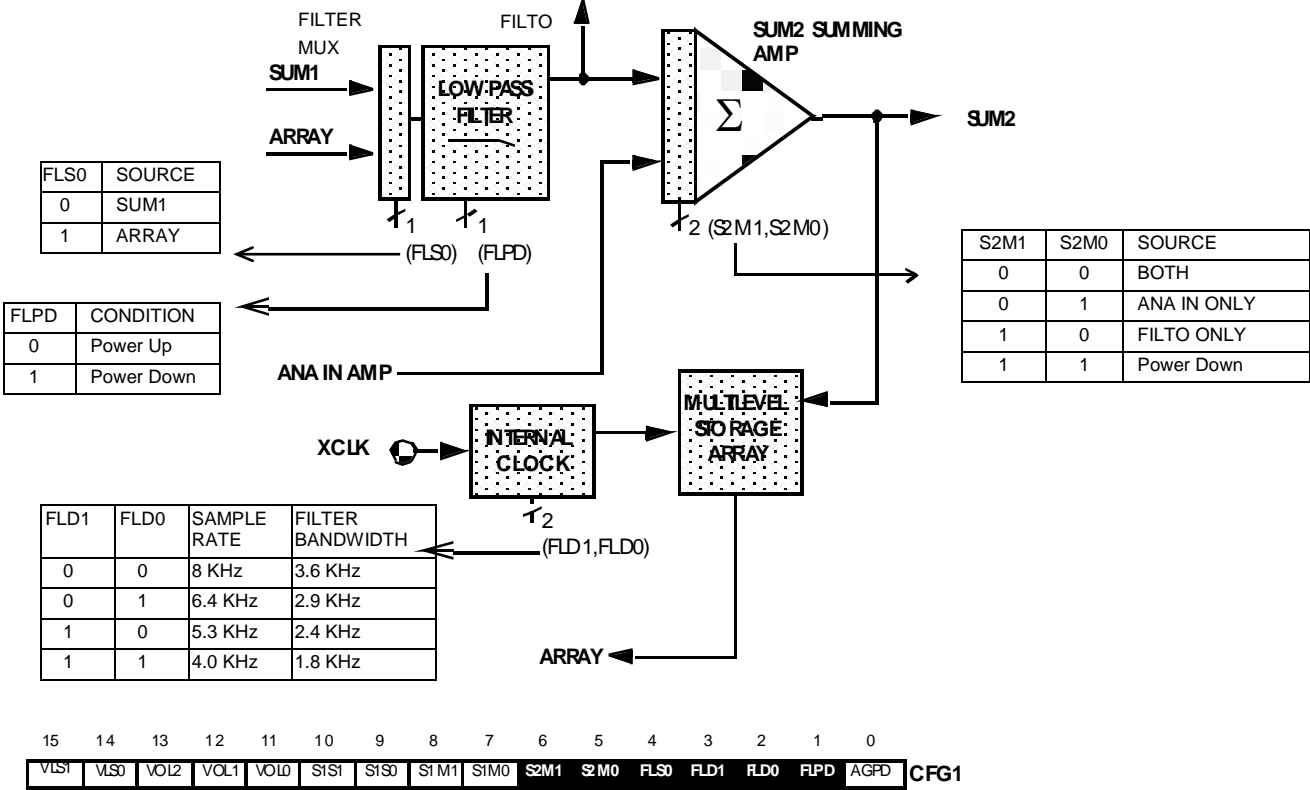 FILTER
MUX
FILTO
SUM2 SUMMING
AMP
SUM1
LOW PASS
FILTER
Σ
SUM2
ARRAY
FLS0 SOURCE
0 SUM1
1 ARRAY
1
(FLS0)
1
(FLPD)
2 (S2M1,S2M0)
S2M1 S2M0 SOURCE
0 0 BOTH
0 1 ANA IN ONLY
1 0 FILTO ONLY
1 1 Power Down
FLPD CONDITION
0 Power Up
1 Power Down
ANA IN AMP
MULTILEVEL
STORAGE
ARRAY
XCLK
INTERNAL
CLOCK
2
(FLD1,FLD0)
FLD1 FLD0 SAMPLE RATE FILTER BANDWIDTH
0 0 8 KHz 3.6 KHz
0 1 6.4 KHz 2.9 KHz
1 0 5.3 KHz 2.4 KHz
1 1 4.0 KHz 1.8 KHz
ARRAY
15 14 13 12 11 10 9 8 7 6 5 4 3 2 1 0
VLS1 VLS0 VOL2 VOL1 VOL0 S1S1 S1S0 S1M1 S1M0 S2M1 S2M0 FLS0 FLD1 FLD0 FLPD AGPD CFG1